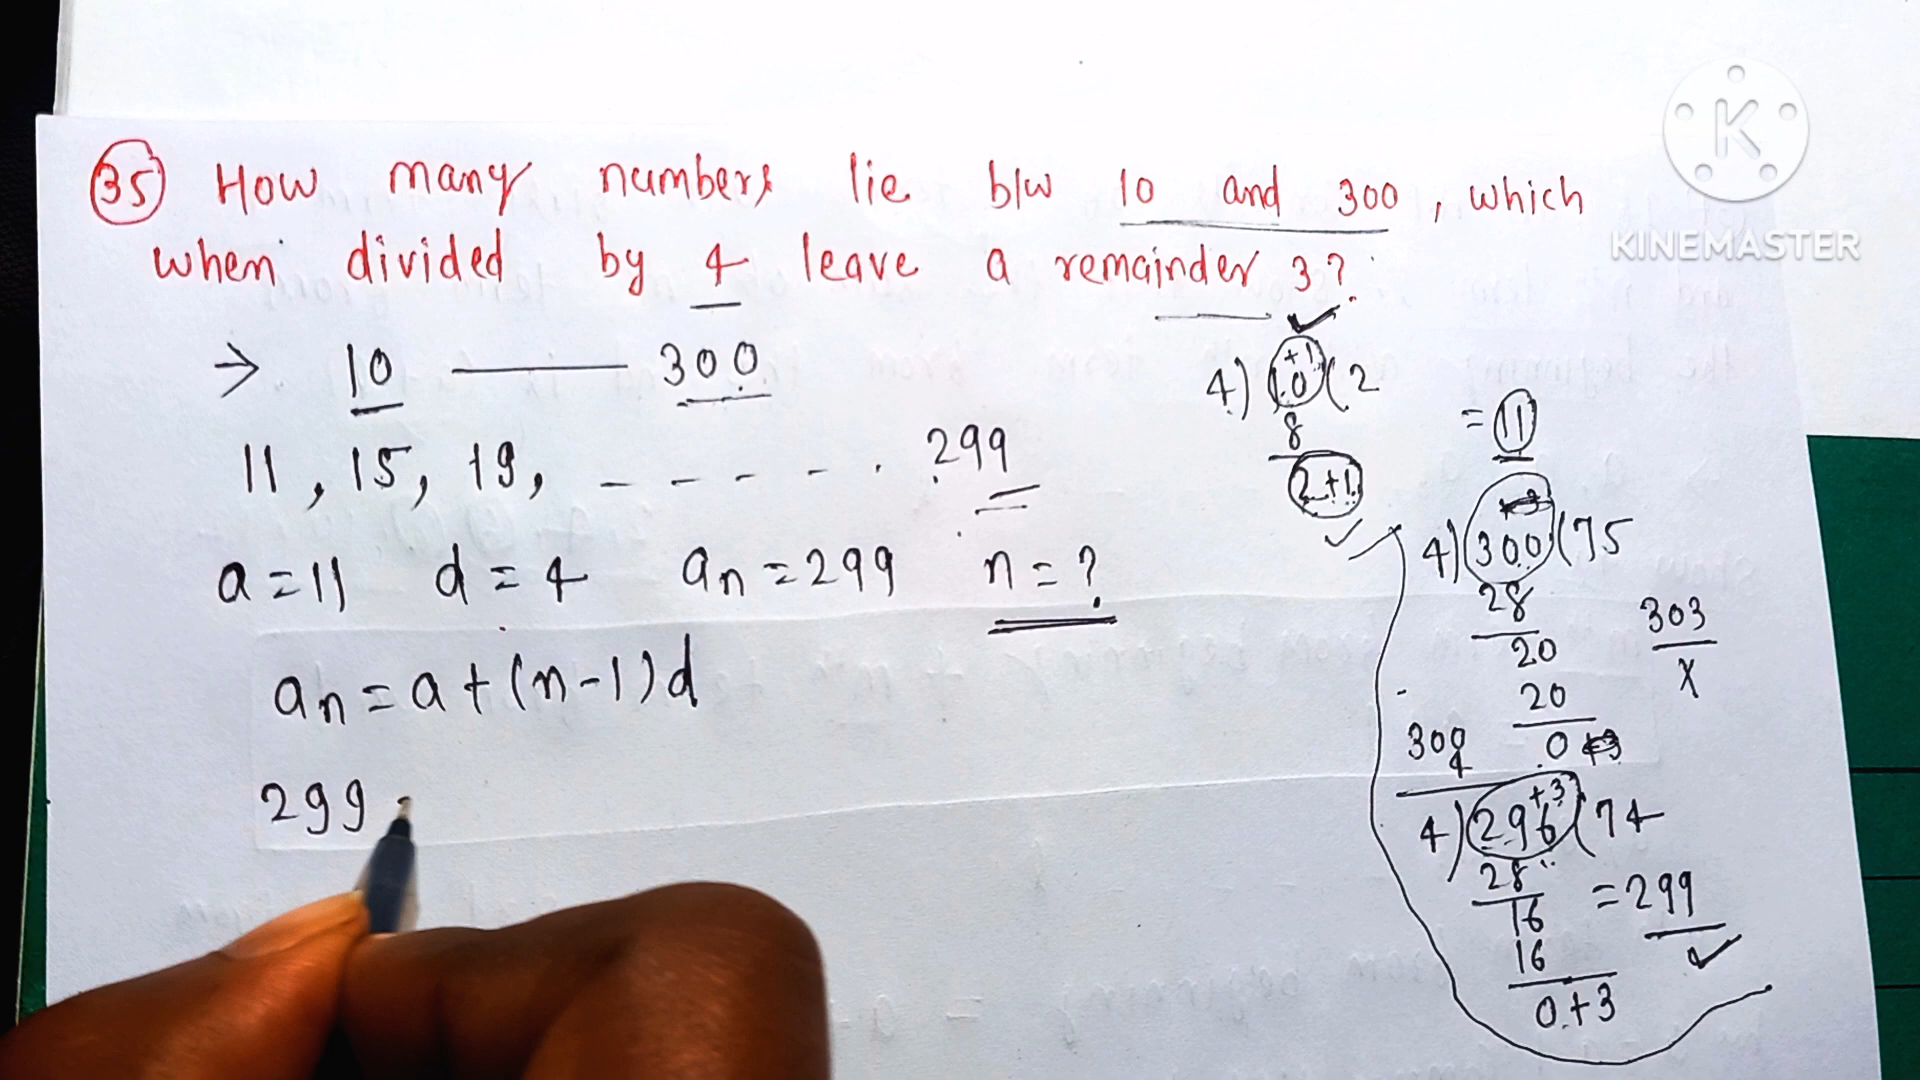 35 How many numbers lie b/w 10 and 300, which
when divided by 4 leave a remainder 3?
→ 10 —— 300
11, 15, 19, - - - - . 299
a = 11 d = 4 an = 299 n = ?
an = a + (n-1)d
299
+1
4)10(2
8
2+1
= 11
4)300(75
28
20
20
0
303
X
300
4
+3
4)296(74
28
16
16
0+3
= 299
K
KINEMASTER